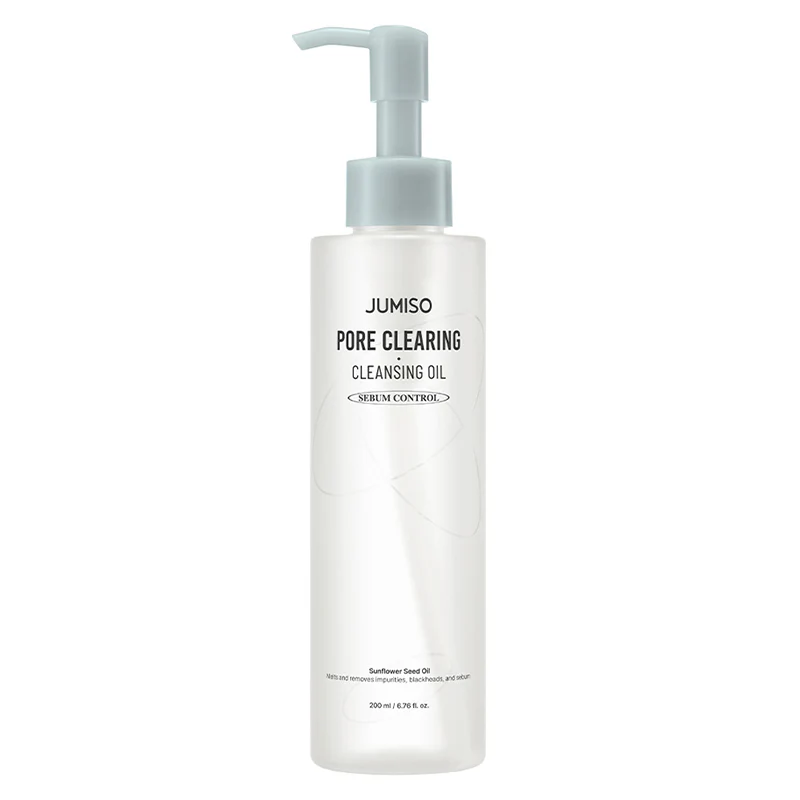 JUMISO
PORE CLEARING
CLEANSING OIL
SEBUM CONTROL
Sunflower Seed Oil
Melts and removes impurities, blackheads, and sebum
200 ml / 6.76 fl. oz.